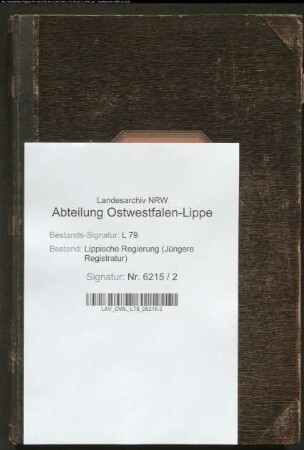 Landesarchiv NRW
Abteilung Ostwestfalen-Lippe
Bestands-Signatur: L 79
Bestand: Lippische Regierung (Jüngere
Registratur)
Signatur: Nr. 6215 / 2
LAV_OWL_L79_06215-2